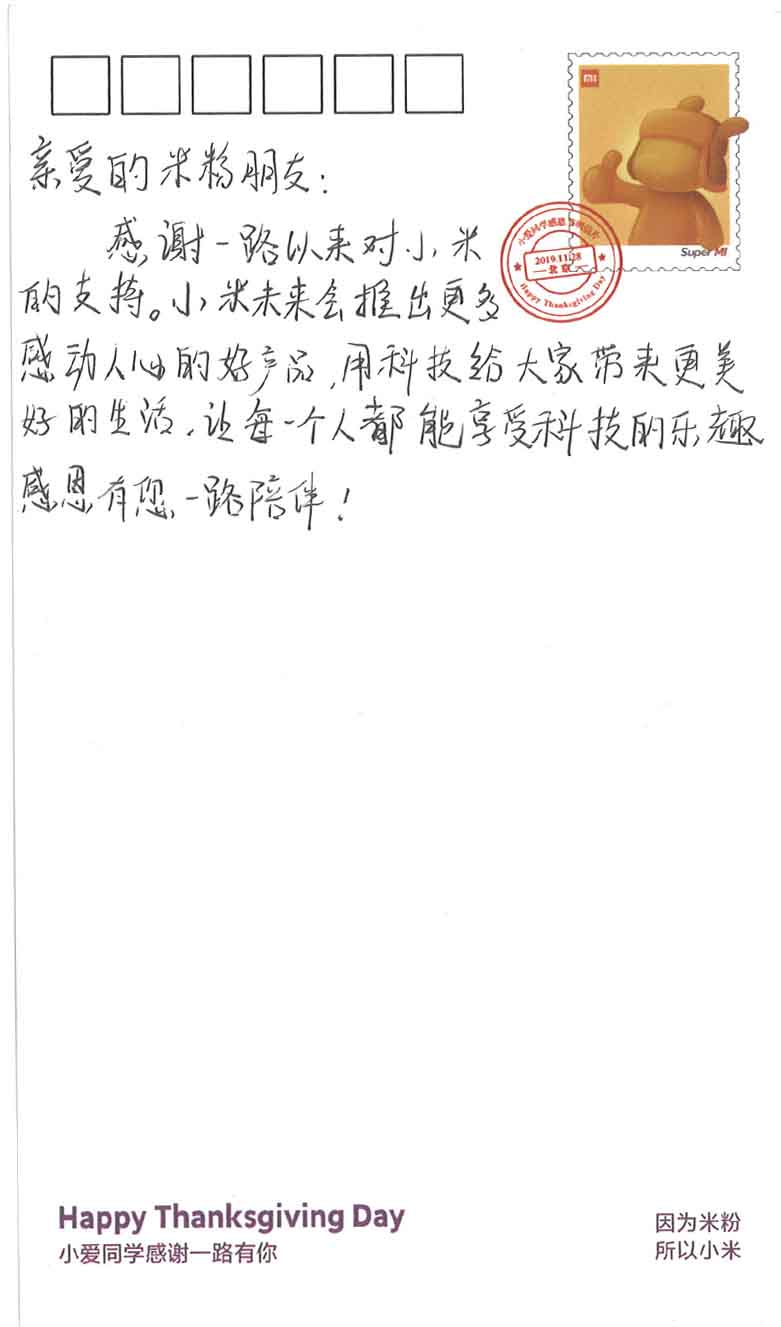 MI
亲爱的米粉朋友:
感谢一路以来对小米
的支持。小米未来会推出更多
感动人心的好产品,用科技给大家带来更美
好的生活,让每一个人都能享受科技的乐趣
感恩有您一路陪伴!
Super MI
小爱同学感恩节明信片
2019.11.28
北京
Happy Thanksgiving Day
Happy Thanksgiving Day
小爱同学感谢一路有你
因为米粉
所以小米